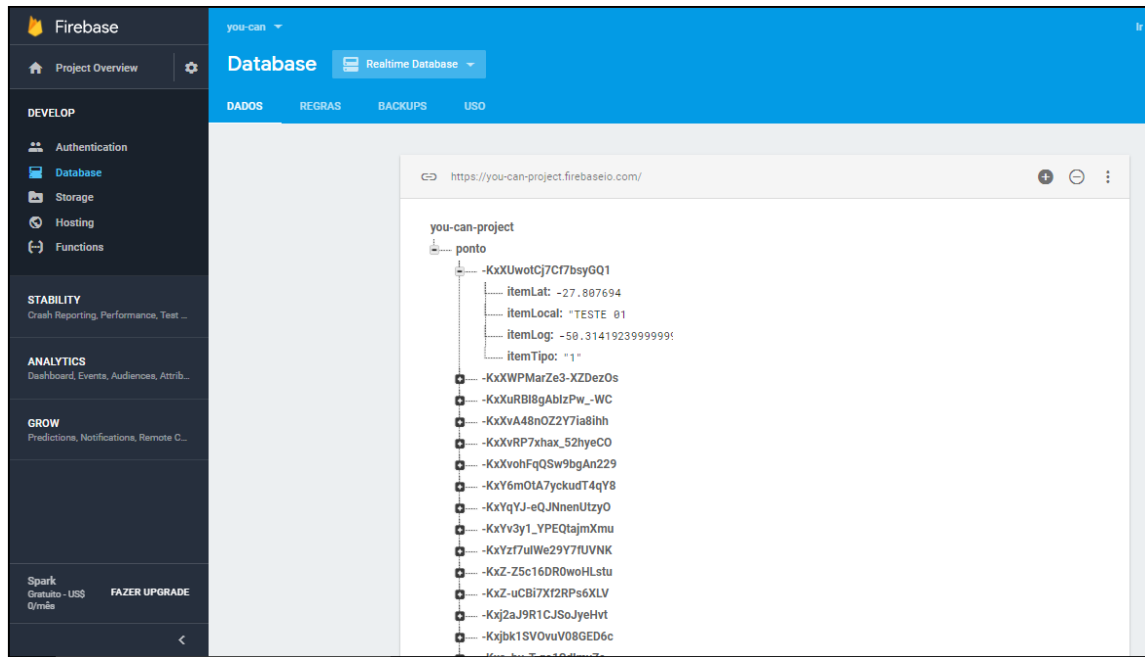 Firebase
Project Overview
DEVELOP
Authentication
Database
Storage
Hosting
Functions
STABILITY
Crash Reporting, Performance, Test ...
ANALYTICS
Dashboard, Events, Audiences, Attrib...
GROW
Predictions, Notifications, Remote C...
Spark
Gratuito - US$
0/mês
FAZER UPGRADE
you-can
Ir
Database
Realtime Database
DADOS REGRAS BACKUPS USO
https://you-can-project.firebaseio.com/
you-can-project
ponto
-KxXUwotCj7Cf7bsyGQ1
itemLat: -27.807694
itemLocal: "TESTE 01
itemLog: -50.3141923999999
itemTipo: "1"
-KxXWPMarZe3-XZDezOs
-KxXuRBI8gAbIzPw_-WC
-KxXvA48nOZ2Y7ia8ihh
-KxXvRP7xhax_52hyeCO
-KxXvohFqQSw9bgAn229
-KxY6mOtA7yckudT4qY8
-KxYqYJ-eQJNnenUtzyO
-KxYv3y1_YPEQtajmXmu
-KxYzf7ulWe29Y7fUVNK
-KxZ-Z5c16DR0woHLstu
-KxZ-uCBi7Xf2RPs6XLV
-Kxj2aJ9R1CJSoJyeHvt
-Kxjbk1SVOvuV08GED6c